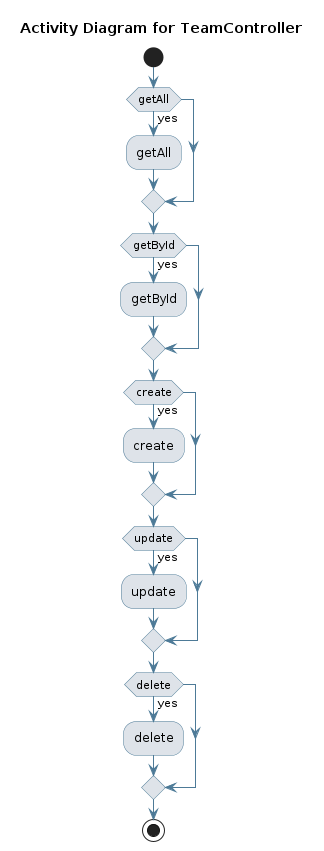 Activity Diagram for TeamController
getAll
yes
getAll
getById
yes
getById
create
yes
create
update
yes
update
delete
yes
delete